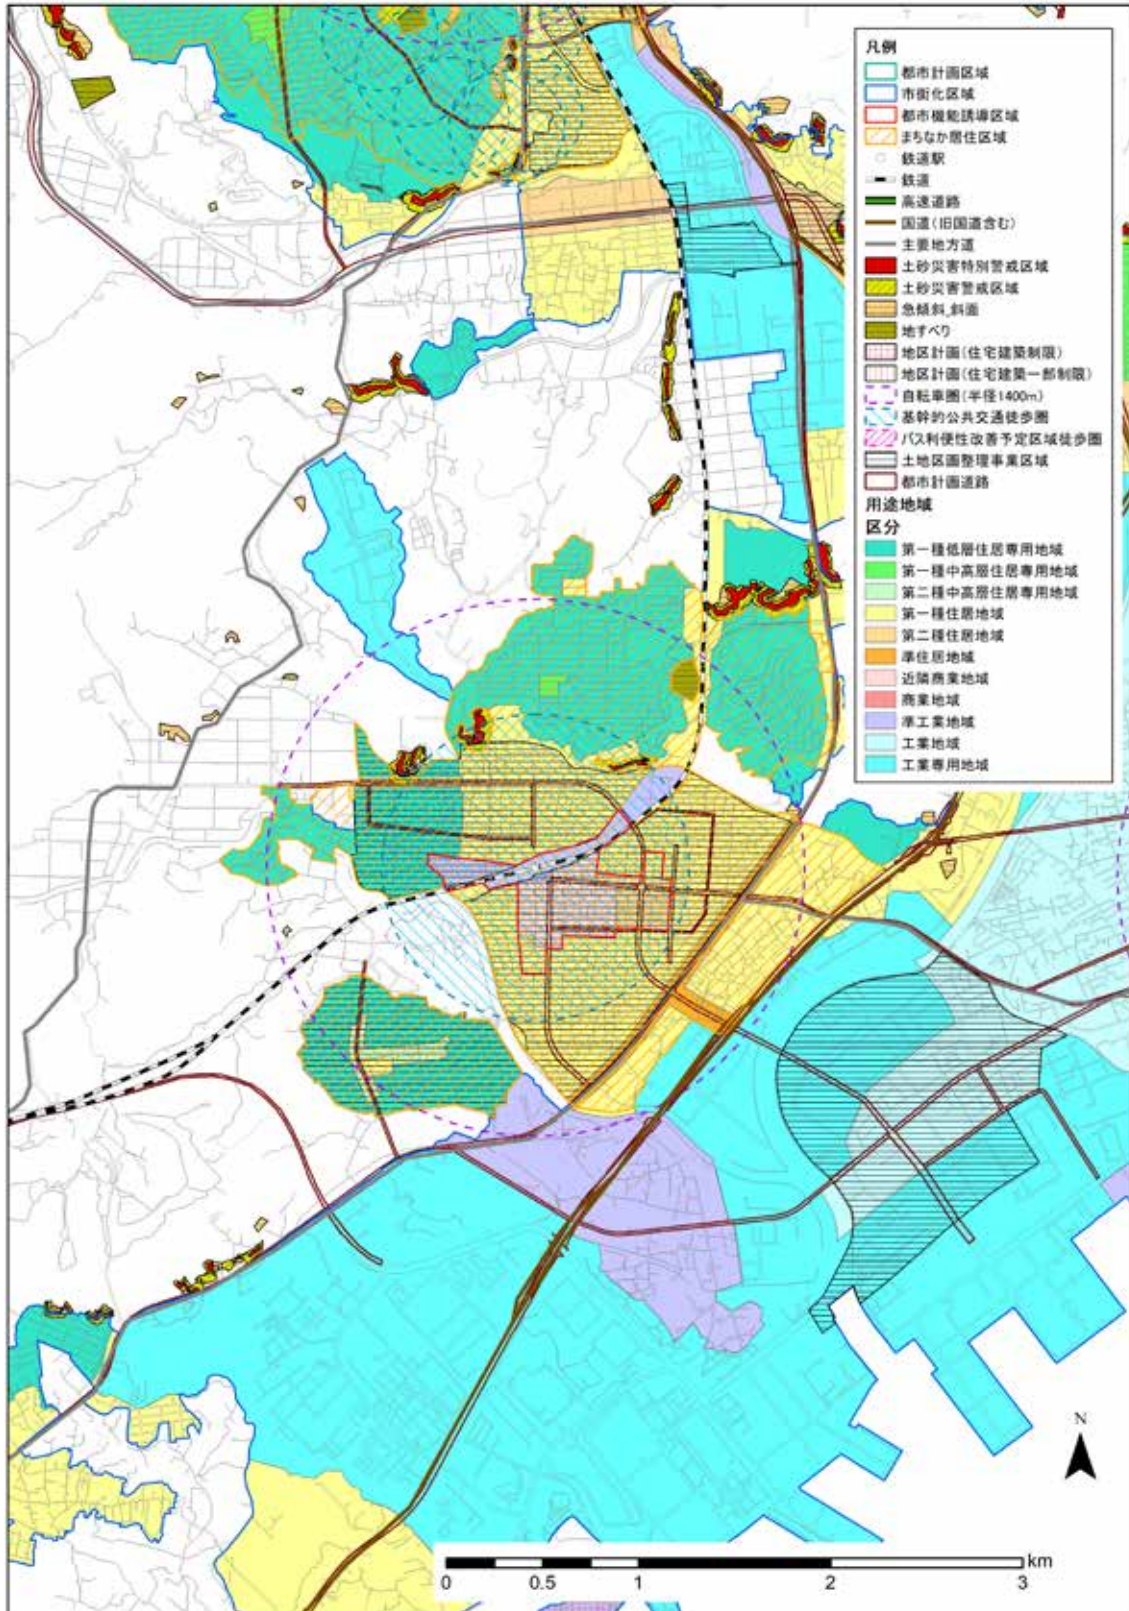 凡例
都市計画区域
市街化区域
都市機能誘導区域
まちなか居住区域
鉄道駅
鉄道
高速道路
国道(旧国道含む)
主要地方道
土砂災害特別警戒区域
土砂災害警戒区域
急傾斜_斜面
地すべり
地区計画(住宅建築制限)
地区計画(住宅建築一部制限)
自転車圏(半径1400m)
基幹的公共交通徒歩圏
バス利便性改善予定区域徒歩圏
土地区画整理事業区域
都市計画道路
用途地域
区分
第一種低層住居専用地域
第一種中高層住居専用地域
第二種中高層住居専用地域
第一種住居地域
第二種住居地域
準住居地域
近隣商業地域
商業地域
準工業地域
工業地域
工業専用地域
N
km
0 0.5 1 2 3